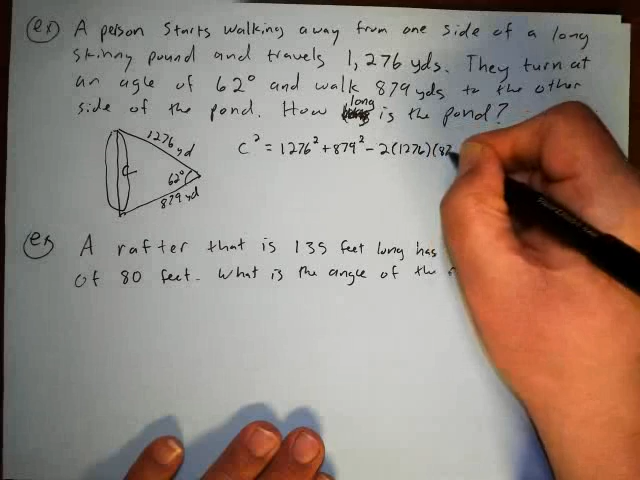 ex A person starts walking away from one side of a long
skinny pound and travels 1,276 yds. They turn at
an agle of 62° and walk 879 yds to the other
long
side of the pond. How is the pond?
1276 yd
c
62°
879 yd
C² = 1276² + 879² - 2(1276)(87
ex A rafter that is 135 feet long has
of 80 feet. What is the angle of the